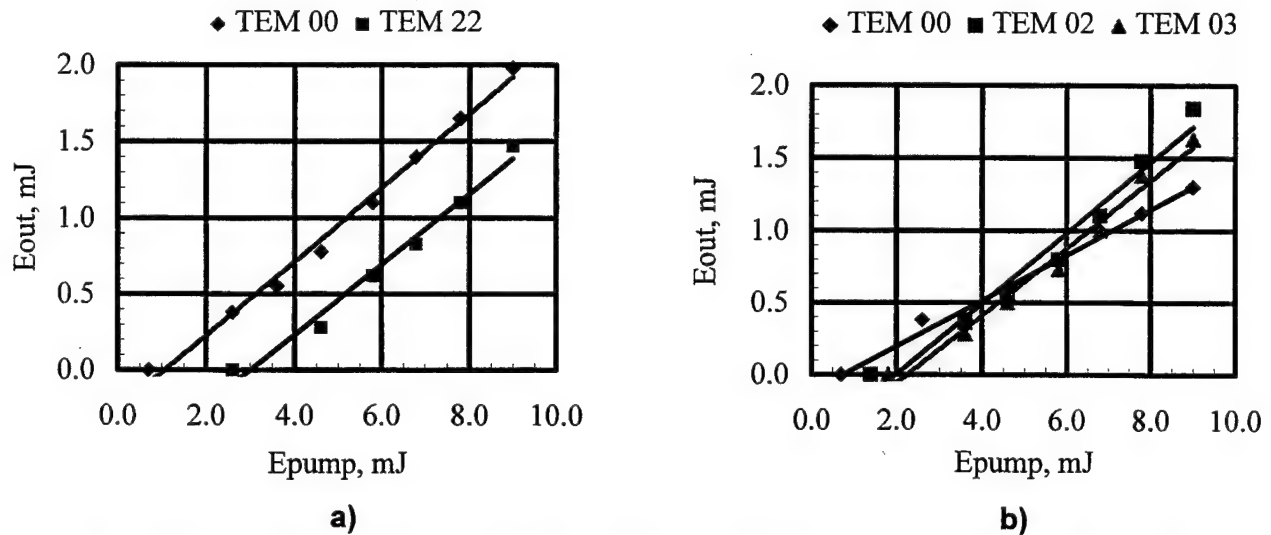 ◆ TEM 00 ■ TEM 22
2.0
1.5
1.0
0.5
0.0
Eout, mJ
0.0 2.0 4.0 6.0 8.0 10.0
Epump, mJ
a)
◆ TEM 00 ■ TEM 02 ▲ TEM 03
2.0
1.5
1.0
0.5
0.0
Eout, mJ
0.0 2.0 4.0 6.0 8.0 10.0
Epump, mJ
b)